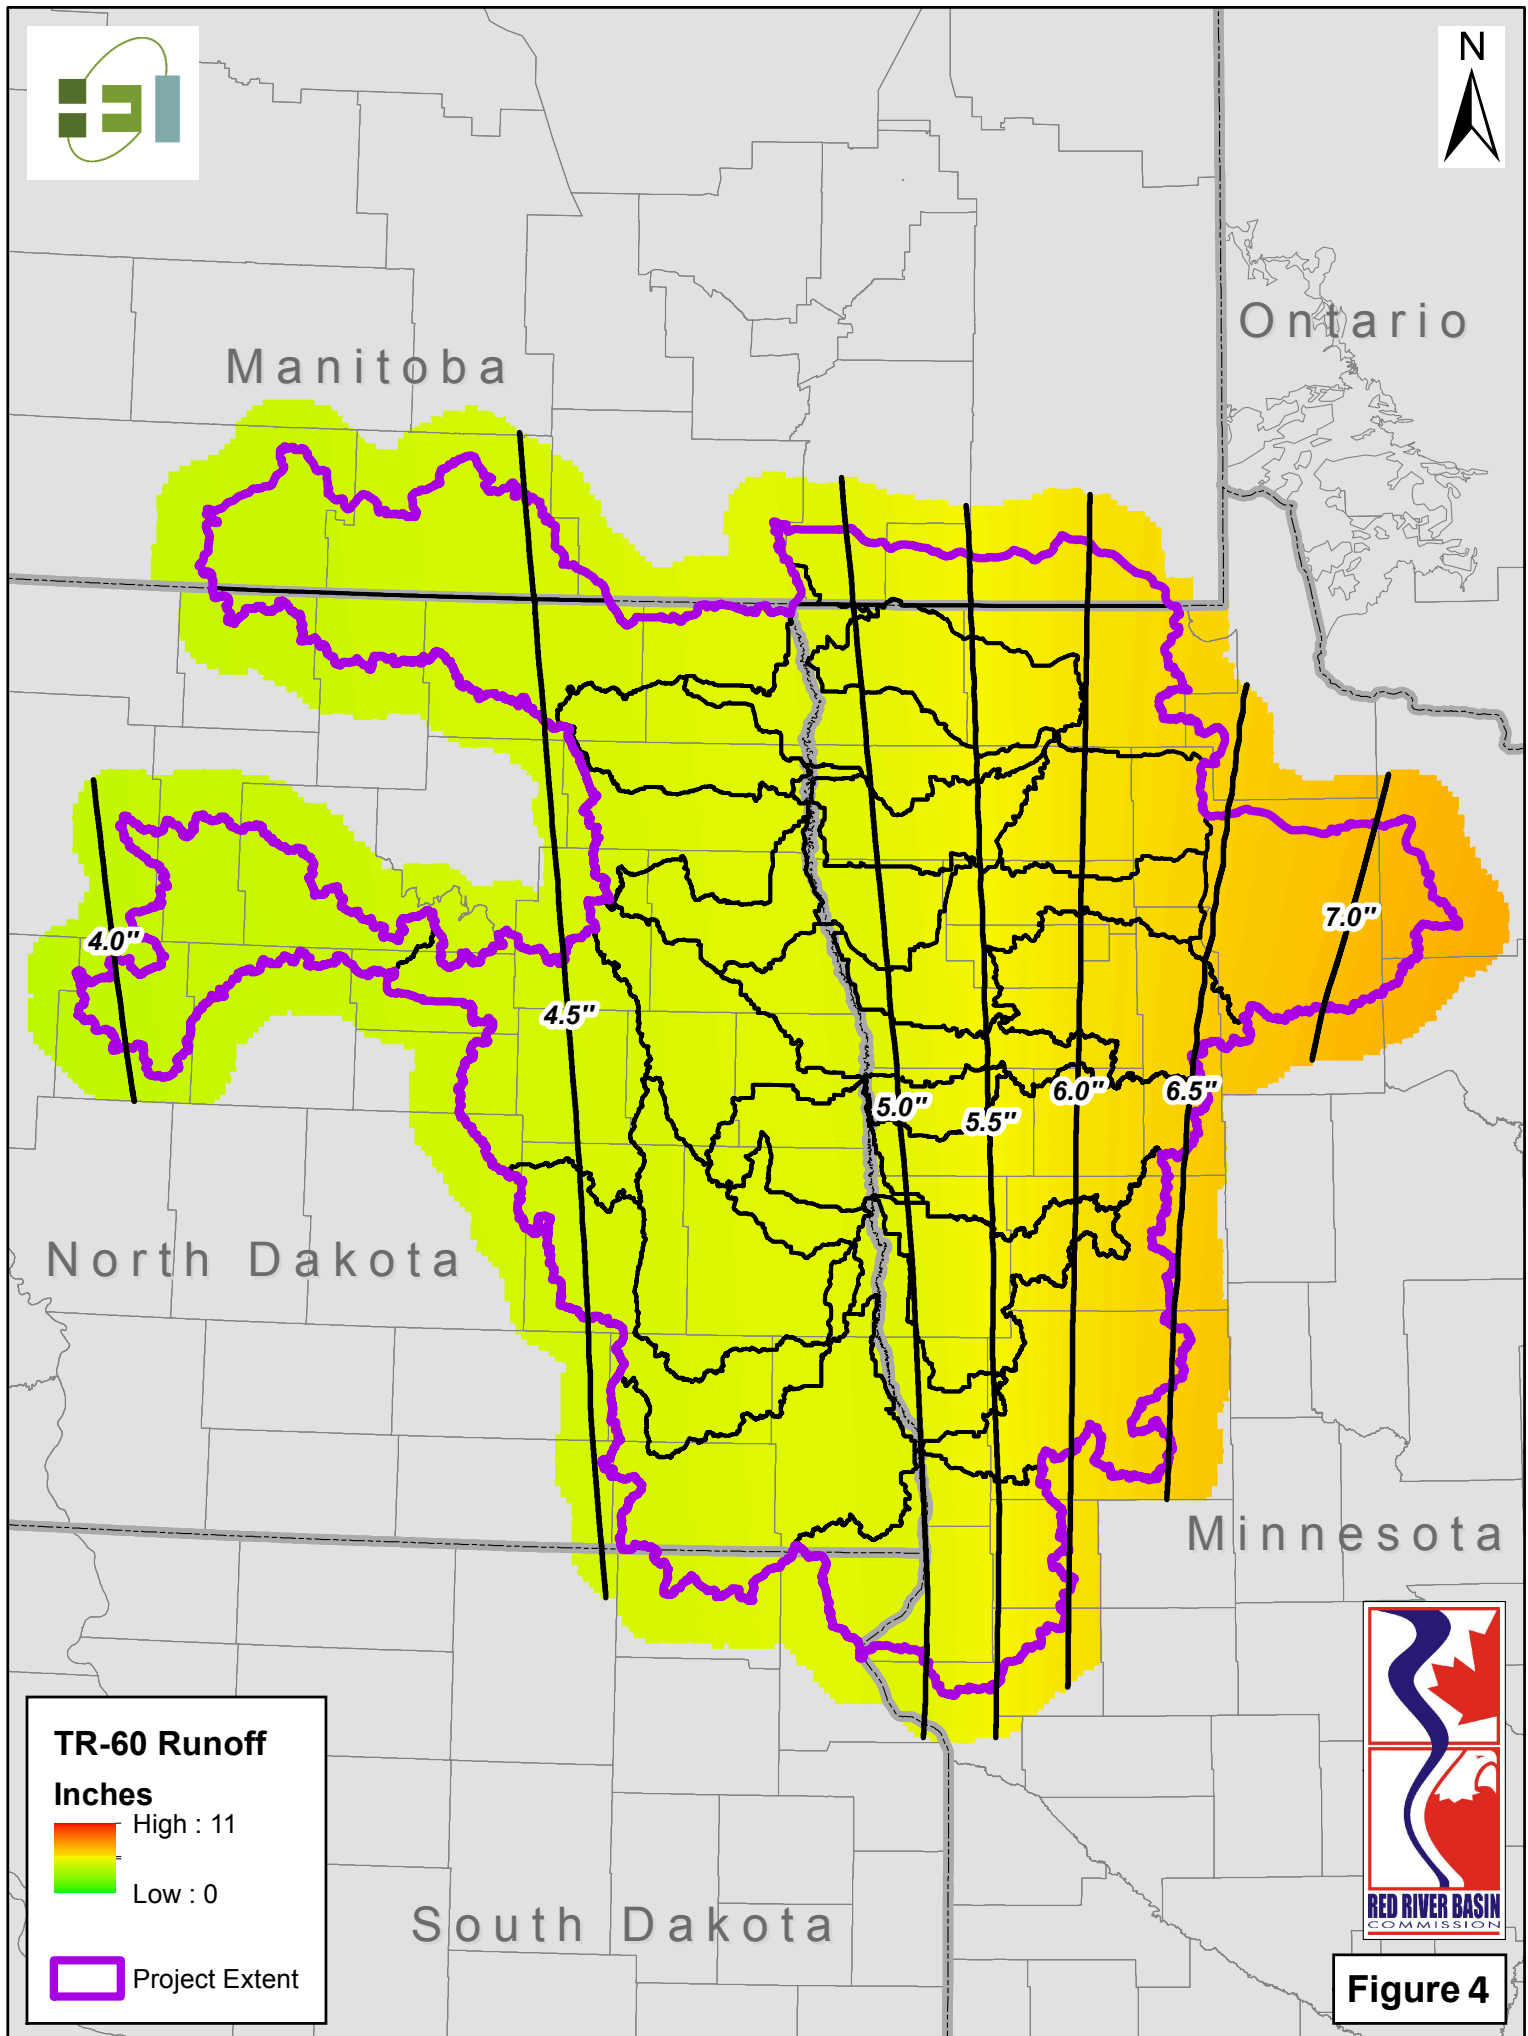 N
Ontario
Manitoba
7.0"
4.0"
4.5"
6.0"
6.5"
5.0"
5.5"
North Dakota
Minnesota
TR-60 Runoff
Inches
High : 11
Low : 0
Project Extent
South Dakota
RED RIVER BASIN
COMMISSION
Figure 4